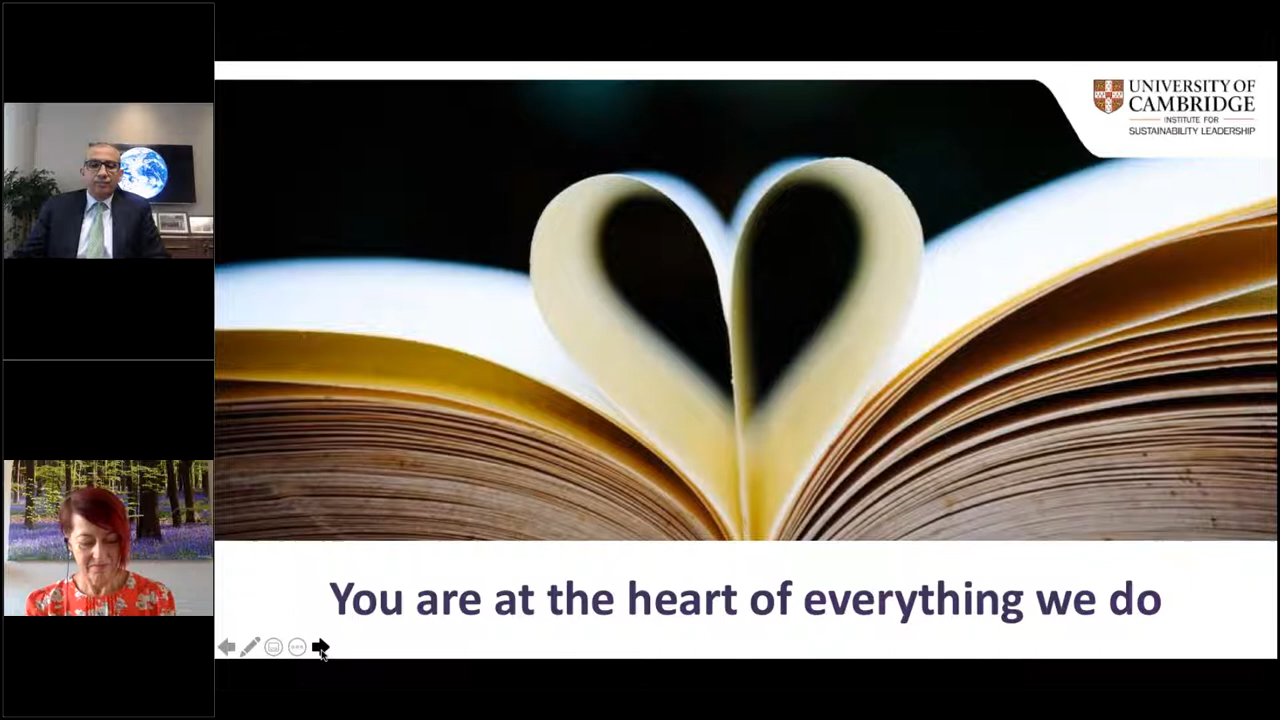 UNIVERSITY OF
CAMBRIDGE
INSTITUTE FOR
SUSTAINABILITY LEADERSHIP
You are at the heart of everything we do